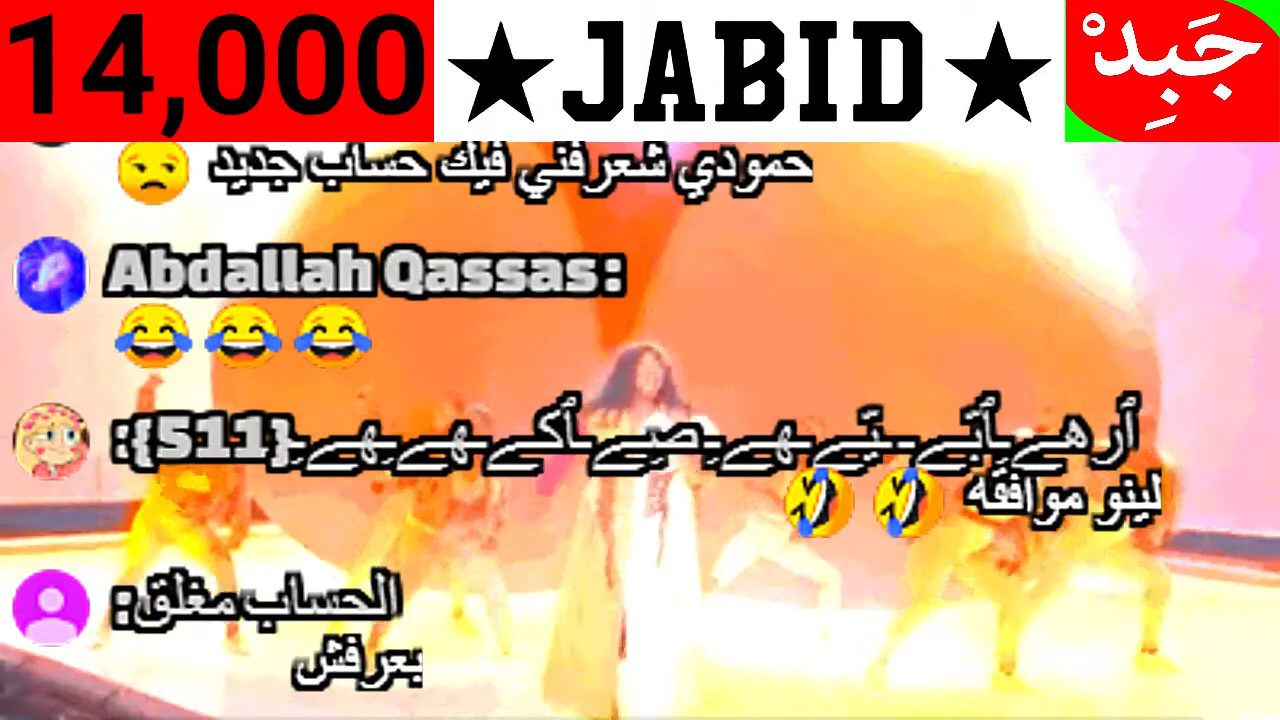 14,000 ★JABID★ جَبِدْ
حمودي شعرفني فيك حساب جديد 😒
Abdallah Qassas:
😂 😂 😂
{511}:
لينو موافقه 🤣 🤣
الحساب مغلق:
بعرفش